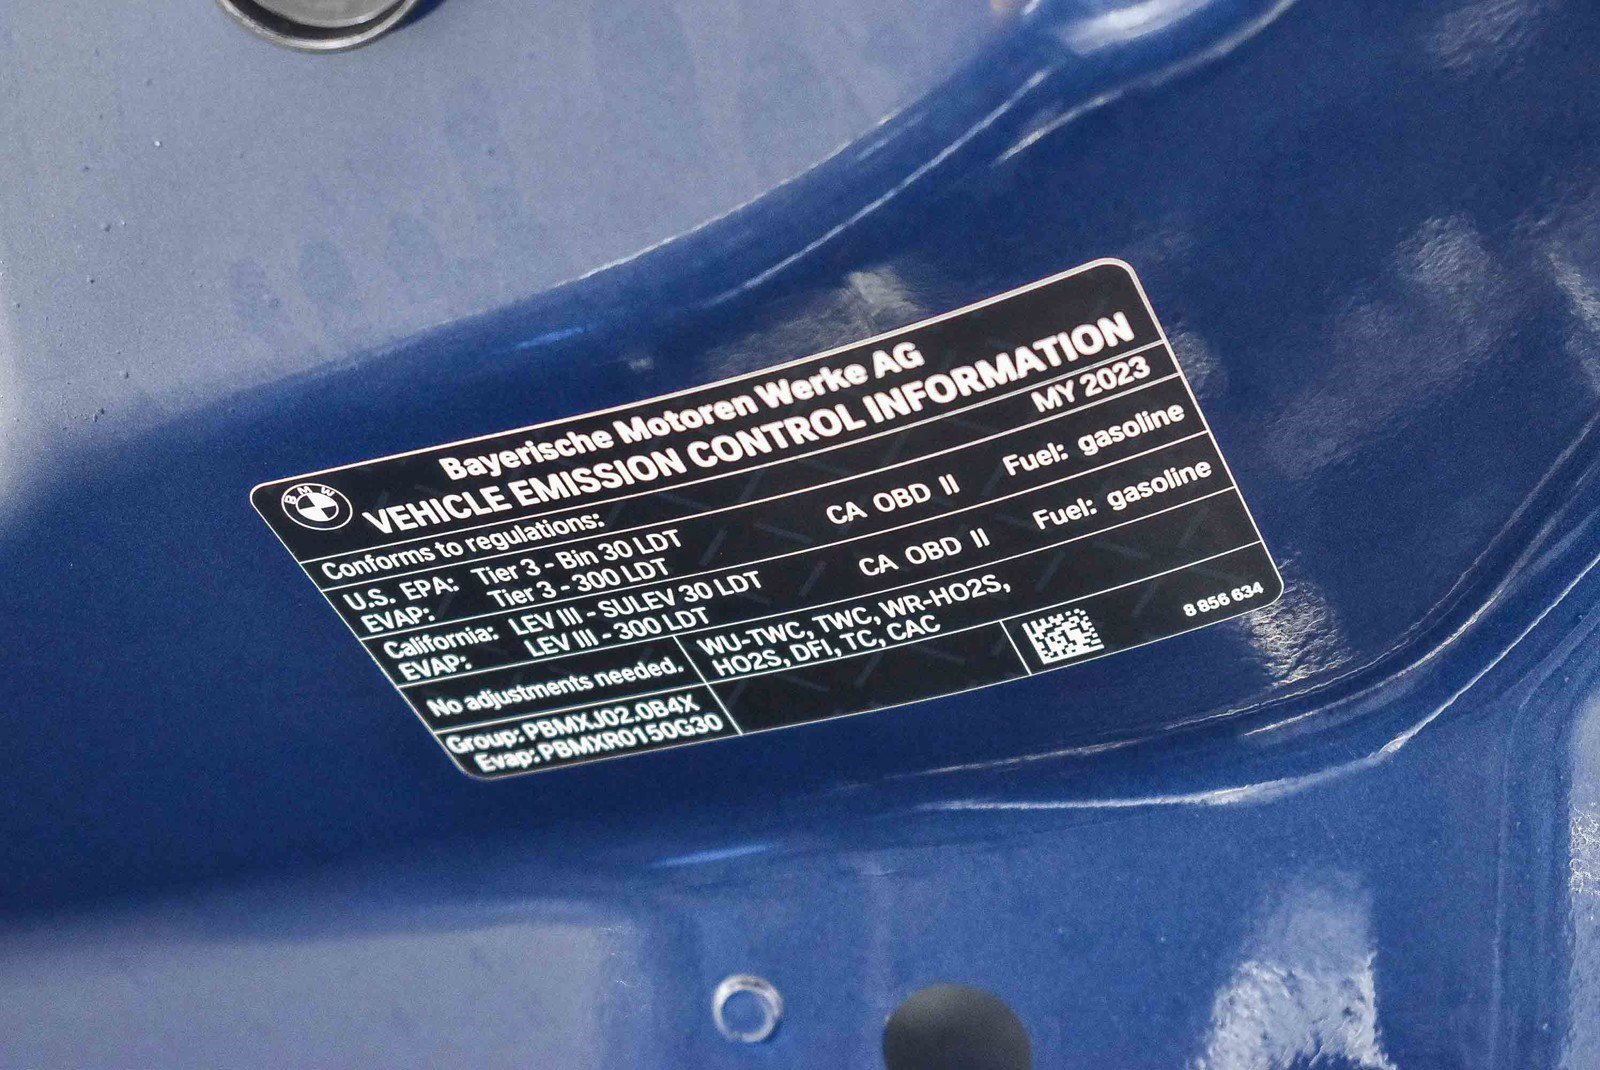 Bayerische Motoren Werke AG
BMW
VEHICLE EMISSION CONTROL INFORMATION
Conforms to regulations: MY 2023
U.S. EPA: Tier 3 - Bin 30 LDT CA OBD II Fuel: gasoline
EVAP: Tier 3 - 300 LDT
California: LEV III - SULEV 30 LDT CA OBD II Fuel: gasoline
EVAP: LEV III - 300 LDT
No adjustments needed.
WU-TWC, TWC, WR-HO2S,
HO2S, DFI, TC, CAC
8 856 634
Group: PBMXJ02.0B4X
Evap: PBMXR0150G30